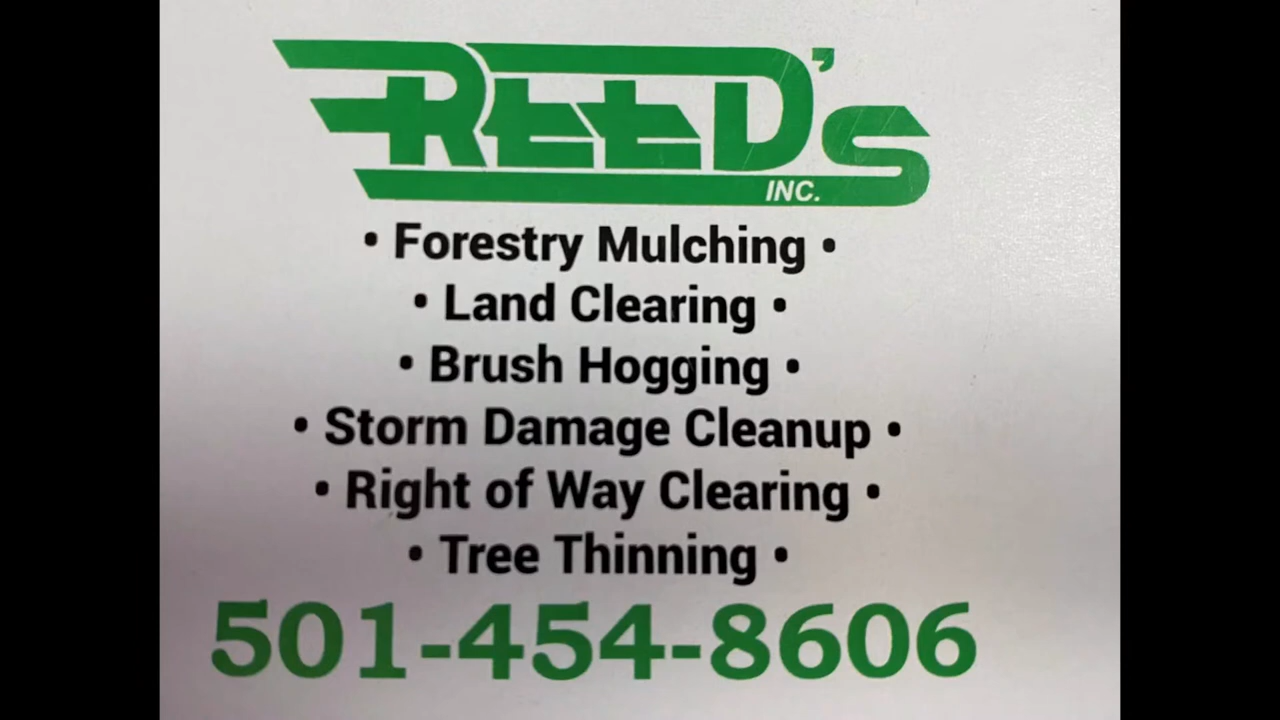 REED'S
INC.
• Forestry Mulching •
• Land Clearing •
• Brush Hogging •
• Storm Damage Cleanup •
• Right of Way Clearing •
• Tree Thinning •
501-454-8606